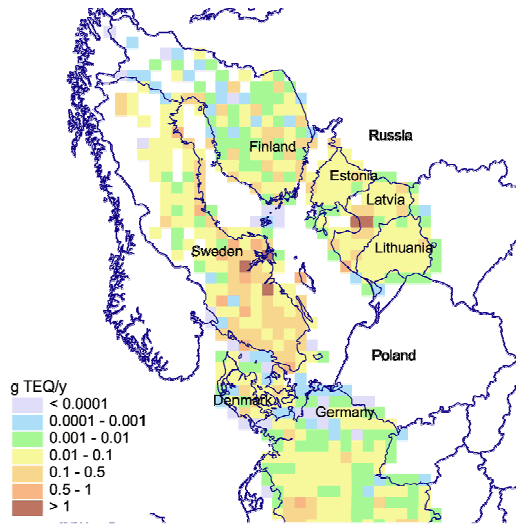 Finland
Russia
Estonia
Latvia
Sweden
Lithuania
Poland
g TEQ/y
< 0.0001
0.0001 - 0.001
0.001 - 0.01
0.01 - 0.1
0.1 - 0.5
0.5 - 1
> 1
Denmark
Germany